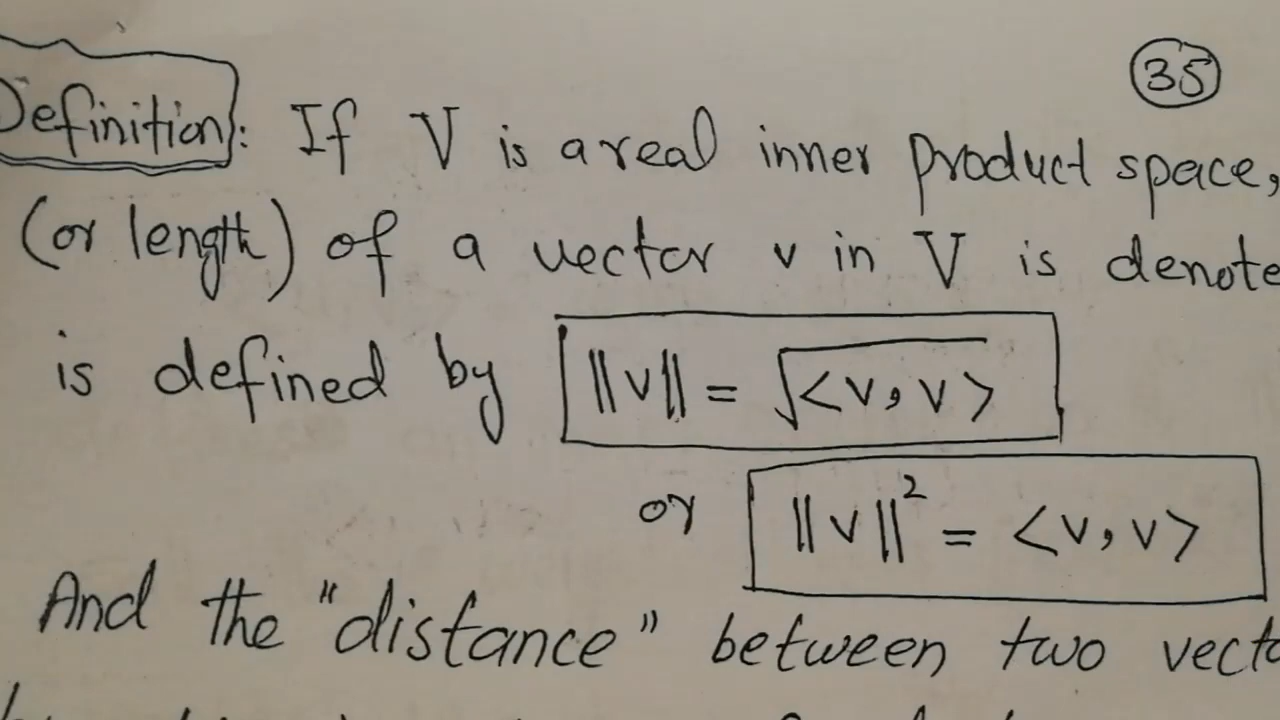 35
Definition: If V is a real inner product space,
(or length) of a vector v in V is denote
is defined by ||v|| = √<v, v>
or ||v||² = <v, v>
And the "distance" between two vecto